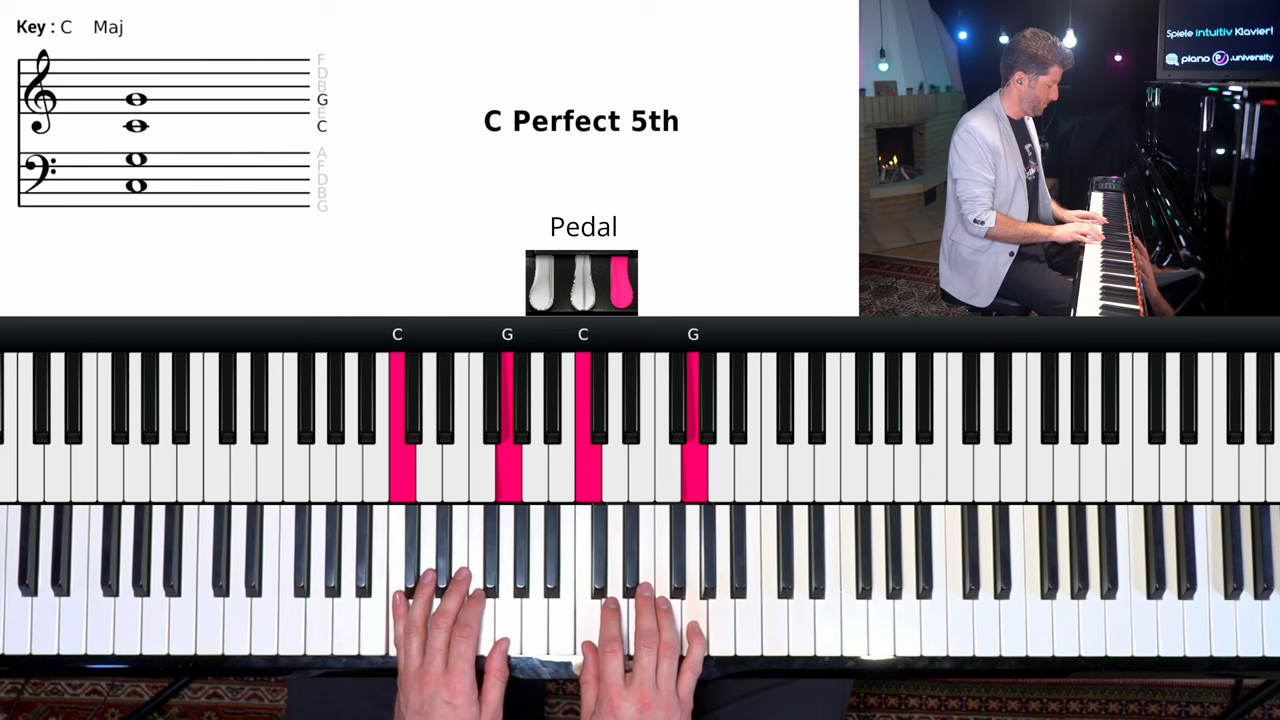 Key : C Maj
F
D
B
G
E
C
A
F
D
B
G
C Perfect 5th
Pedal
Spiele intuitiv Klavier!
piano P.university
C G C G